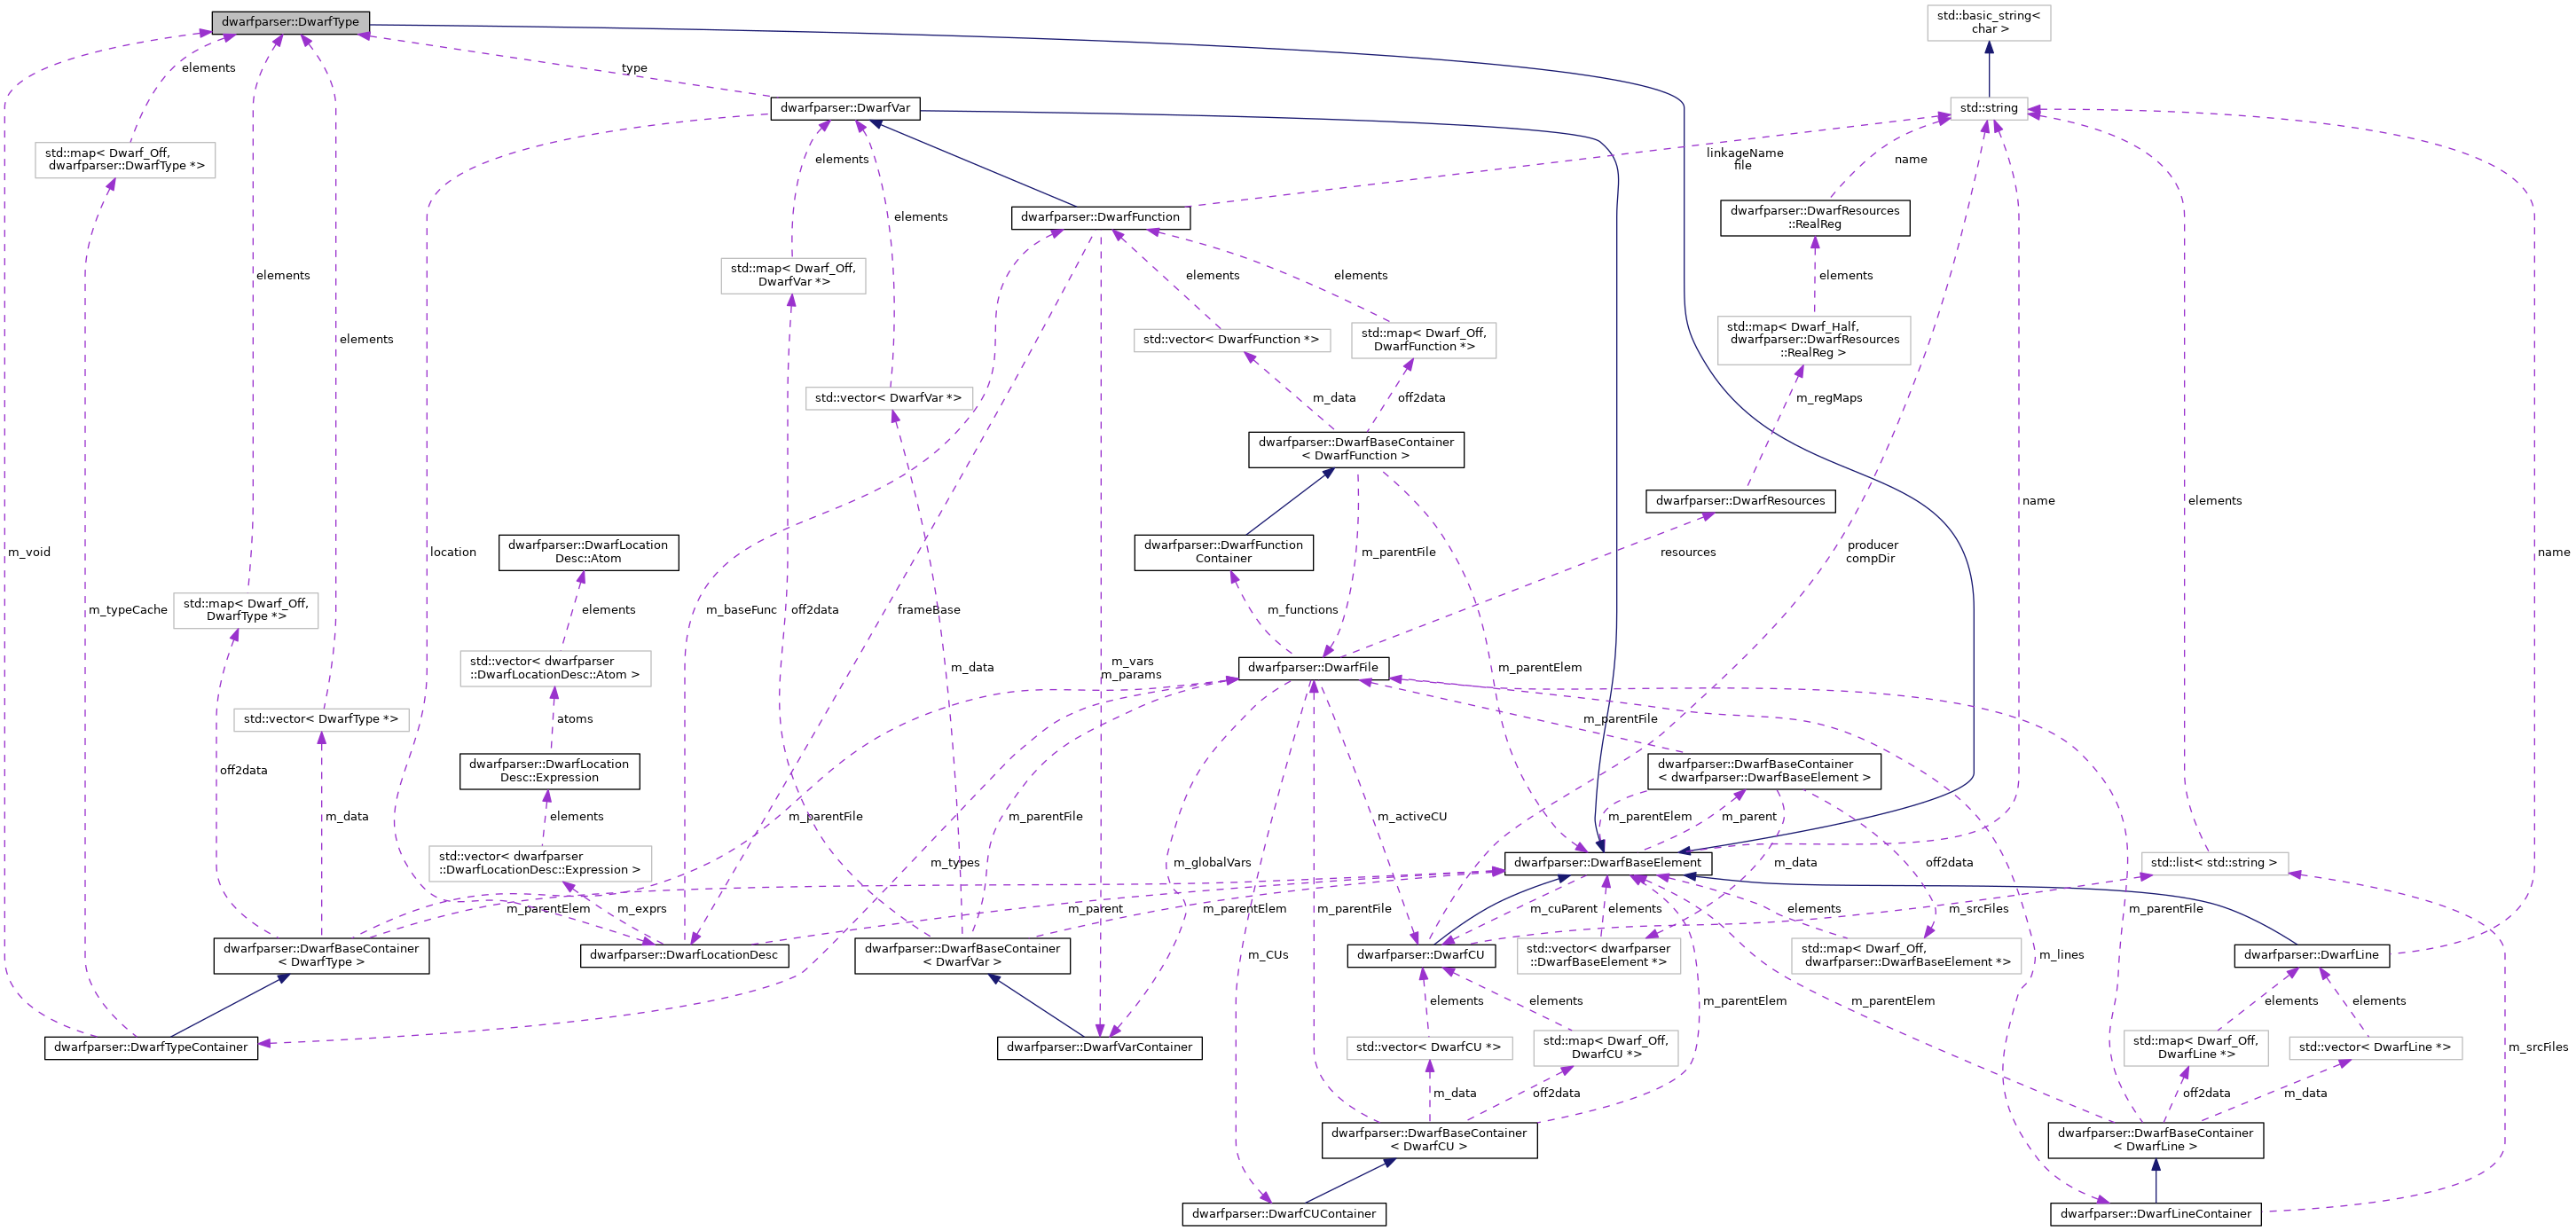 dwarfparser::DwarfType
std::basic_string<
char >
elements
type
dwarfparser::DwarfVar
std::string
std::map< Dwarf_Off,
dwarfparser::DwarfType *>
elements
linkageName
file
name
dwarfparser::DwarfFunction
elements
dwarfparser::DwarfResources
::RealReg
elements
std::map< Dwarf_Off,
DwarfVar *>
elements
elements
elements
std::map< Dwarf_Half,
dwarfparser::DwarfResources
::RealReg >
elements
std::vector< DwarfFunction *>
std::map< Dwarf_Off,
DwarfFunction *>
std::vector< DwarfVar *>
m_data
off2data
m_regMaps
dwarfparser::DwarfBaseContainer
< DwarfFunction >
dwarfparser::DwarfResources
name
elements
m_void
location
dwarfparser::DwarfLocation
Desc::Atom
dwarfparser::DwarfFunction
Container
m_parentFile
resources
producer
compDir
name
m_typeCache
std::map< Dwarf_Off,
DwarfType *>
elements
m_baseFunc
off2data
frameBase
m_functions
std::vector< dwarfparser
::DwarfLocationDesc::Atom >
m_data
m_vars
m_params
dwarfparser::DwarfFile
m_parentElem
std::vector< DwarfType *>
atoms
m_parentFile
off2data
dwarfparser::DwarfLocation
Desc::Expression
dwarfparser::DwarfBaseContainer
< dwarfparser::DwarfBaseElement >
m_data
elements
m_parentFile
m_parentFile
m_activeCU
m_parentElem
m_parent
std::vector< dwarfparser
::DwarfLocationDesc::Expression >
m_types
m_globalVars
dwarfparser::DwarfBaseElement
m_data
off2data
std::list< std::string >
m_parentElem
m_exprs
m_parent
m_parentElem
m_parentFile
m_cuParent
elements
elements
m_srcFiles
m_parentFile
dwarfparser::DwarfBaseContainer
< DwarfType >
dwarfparser::DwarfLocationDesc
dwarfparser::DwarfBaseContainer
< DwarfVar >
m_CUs
dwarfparser::DwarfCU
std::vector< dwarfparser
::DwarfBaseElement *>
std::map< Dwarf_Off,
dwarfparser::DwarfBaseElement *>
m_lines
dwarfparser::DwarfLine
elements
elements
m_parentElem
m_parentElem
elements
elements
dwarfparser::DwarfTypeContainer
dwarfparser::DwarfVarContainer
std::vector< DwarfCU *>
std::map< Dwarf_Off,
DwarfCU *>
std::map< Dwarf_Off,
DwarfLine *>
std::vector< DwarfLine *>
m_srcFiles
m_data
off2data
off2data
m_data
dwarfparser::DwarfBaseContainer
< DwarfCU >
dwarfparser::DwarfBaseContainer
< DwarfLine >
dwarfparser::DwarfCUContainer
dwarfparser::DwarfLineContainer